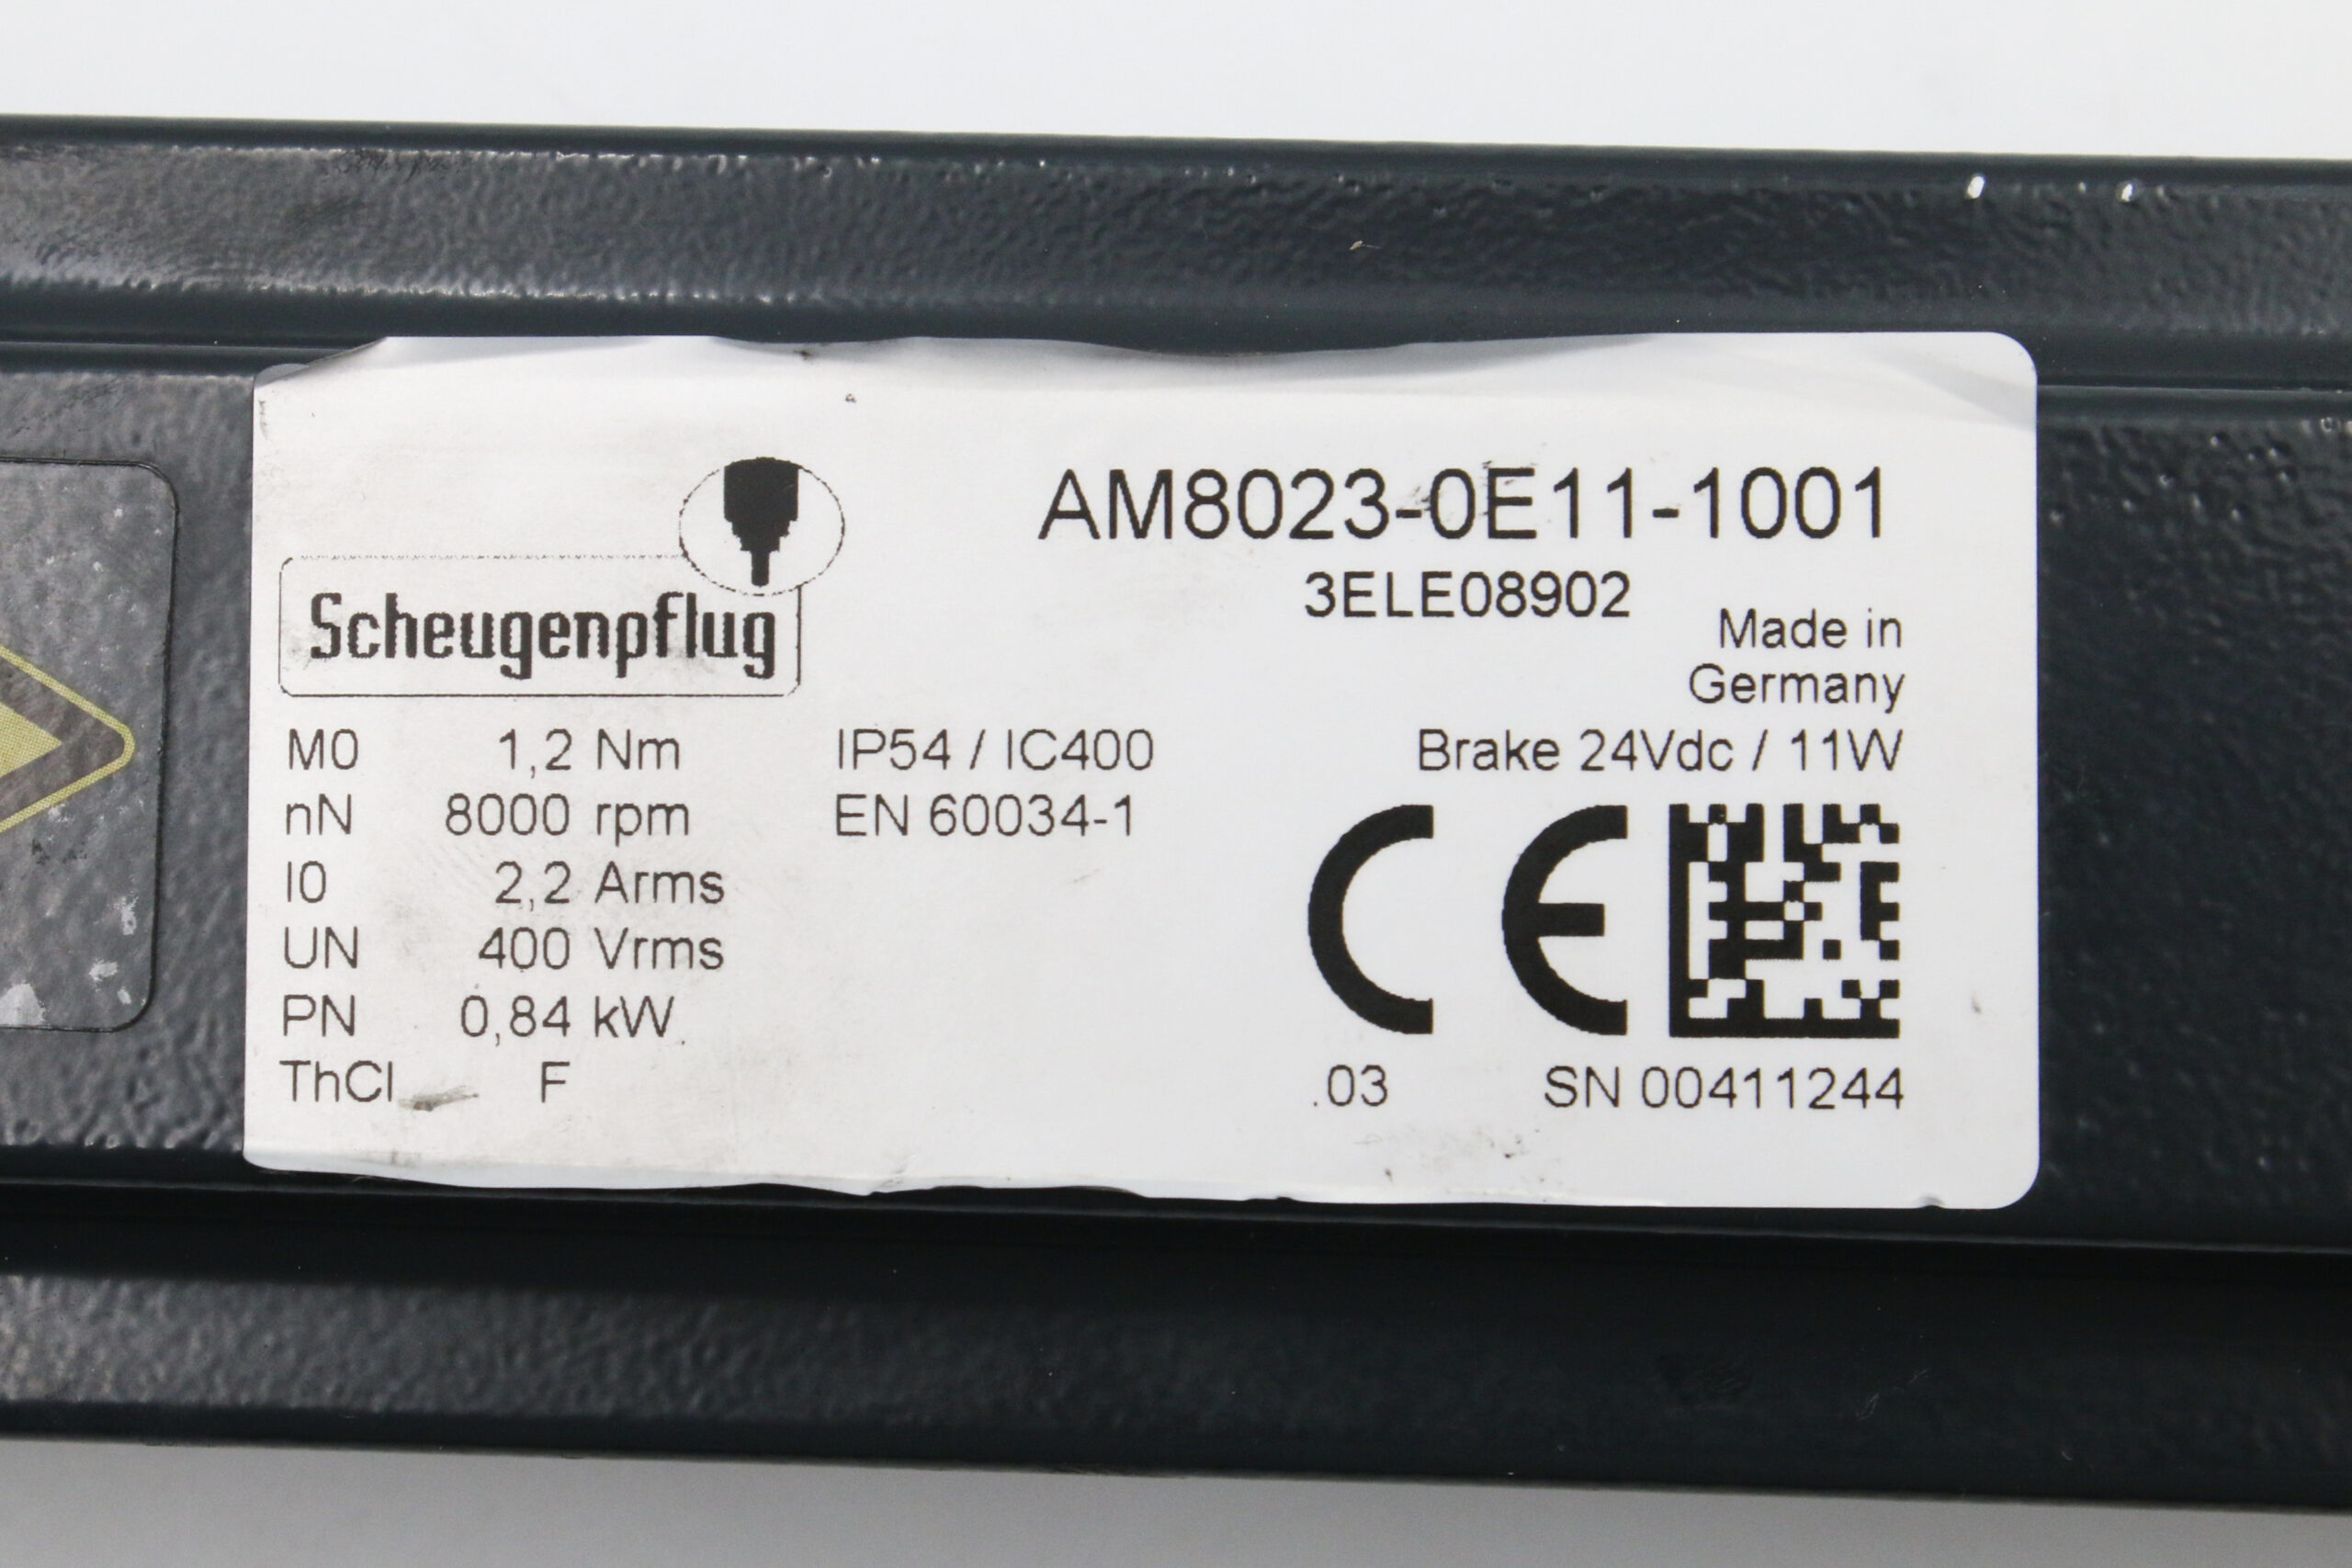 AM8023-0E11-1001
3ELE08902
Scheugenpflug
Made in
Germany
M0 1,2 Nm IP54 / IC400 Brake 24Vdc / 11W
nN 8000 rpm EN 60034-1
I0 2,2 Arms
UN 400 Vrms
PN 0,84 kW
ThCl F
CE
.03 SN 00411244